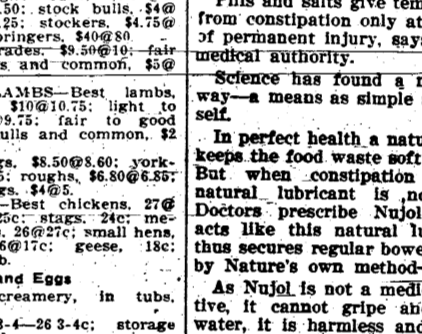 .50; stock bulls, $4@
.25; stockers, $4.75@
pringers, $40@80.
rades, $9.50@10; fair
s and common, $5@
LAMBS—Best lambs,
$10@10.75; light to
@9.75; fair to good
culls and common, $2
gs, $8.50@8.60; york-
5; roughs, $6.80@6.85;
gs, $4@5.
—Best chickens, 27@
25c; stags, 24c; me-
, 26@27c; small hens,
6@17c; geese, 18c;
b.
and Eggs
creamery, in tubs,
3-4—26 3-4c; storage
Pills and salts give tem
from constipation only at
of permanent injury, says
medical authority.
Science has found a n
way—a means as simple
self.
In perfect health a natu
keeps the food waste soft
But when constipation
natural lubricant is ne
Doctors prescribe Nujol
acts like this natural lu
thus secures regular bowe
by Nature's own method—
As Nujol is not a medi
tive, it cannot gripe an
water, it is harmless and